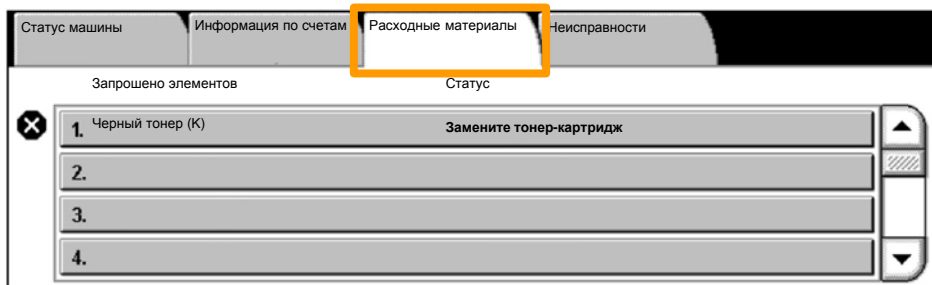 Статус машины Информация по счетам Расходные материалы Неисправности
Запрошено элементов Статус
1. Черный тонер (K) Замените тонер-картридж
2.
3.
4.